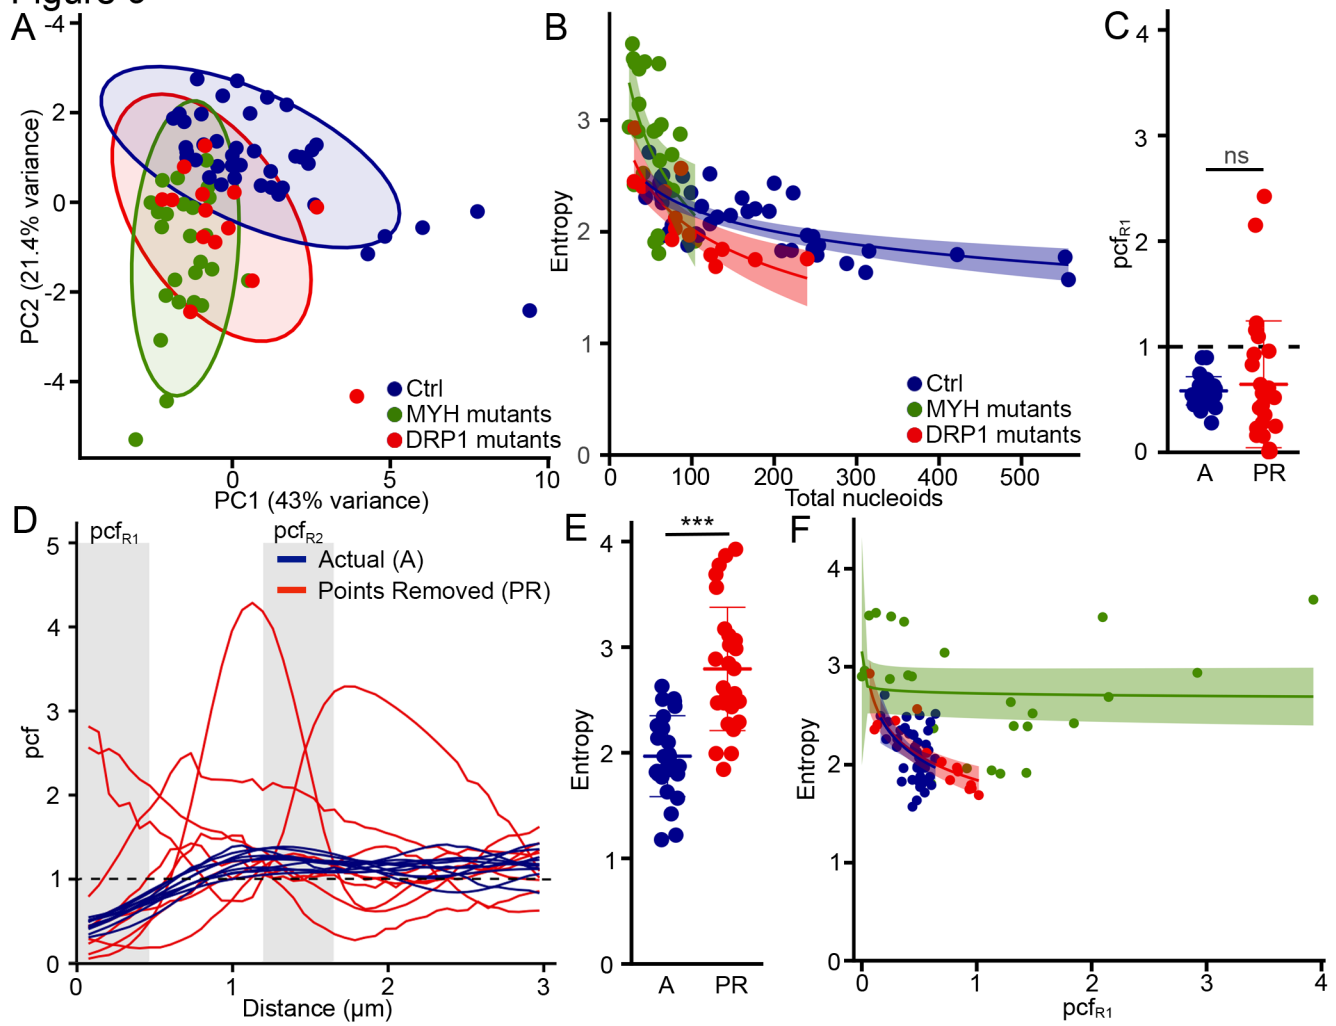 A
-4
2
0
-2
-4
PC2 (21.4% variance)
0
5
10
PC1 (43% variance)
Ctrl
MYH mutants
DRP1 mutants
B
3
2
1
0
Entropy
0
100
200
300
400
500
Total nucleoids
Ctrl
MYH mutants
DRP1 mutants
C
4
3
2
1
0
pcfR1
ns
A
PR
D
pcfR1
pcfR2
5
4
3
2
1
0
pcf
Actual (A)
Points Removed (PR)
0
1
2
3
Distance (μm)
E
***
4
3
2
1
0
Entropy
A
PR
F
4
3
2
1
0
Entropy
0
1
2
3
4
pcfR1